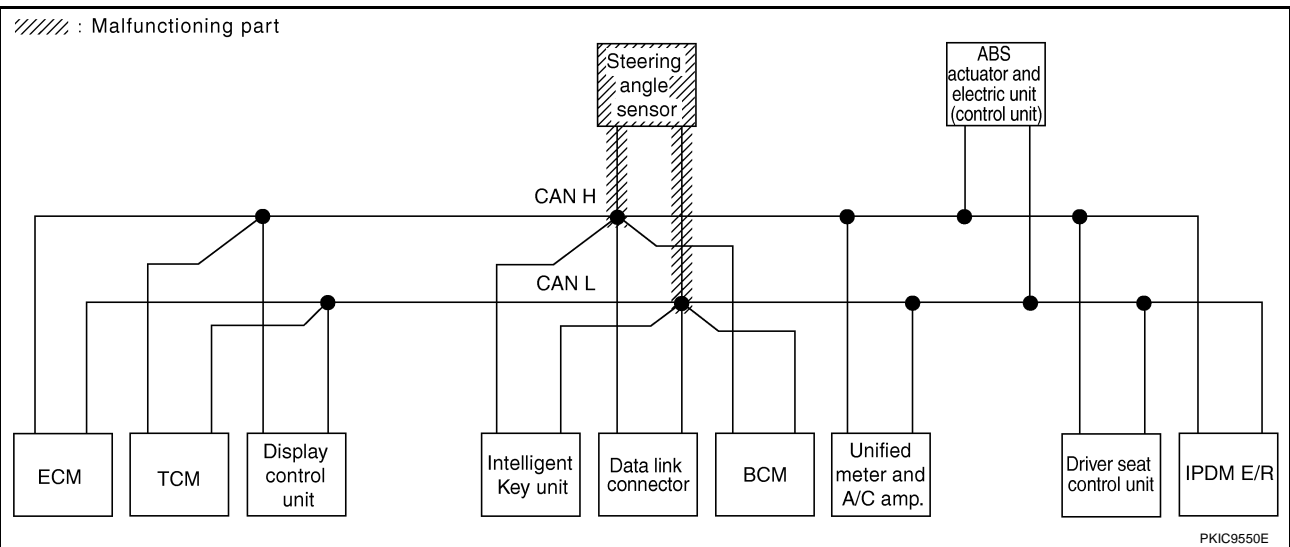 : Malfunctioning part
Steering
angle
sensor
ABS
actuator and
electric unit
(control unit)
CAN H
CAN L
ECM
TCM
Display
control
unit
Intelligent
Key unit
Data link
connector
BCM
Unified
meter and
A/C amp.
Driver seat
control unit
IPDM E/R
PKIC9550E